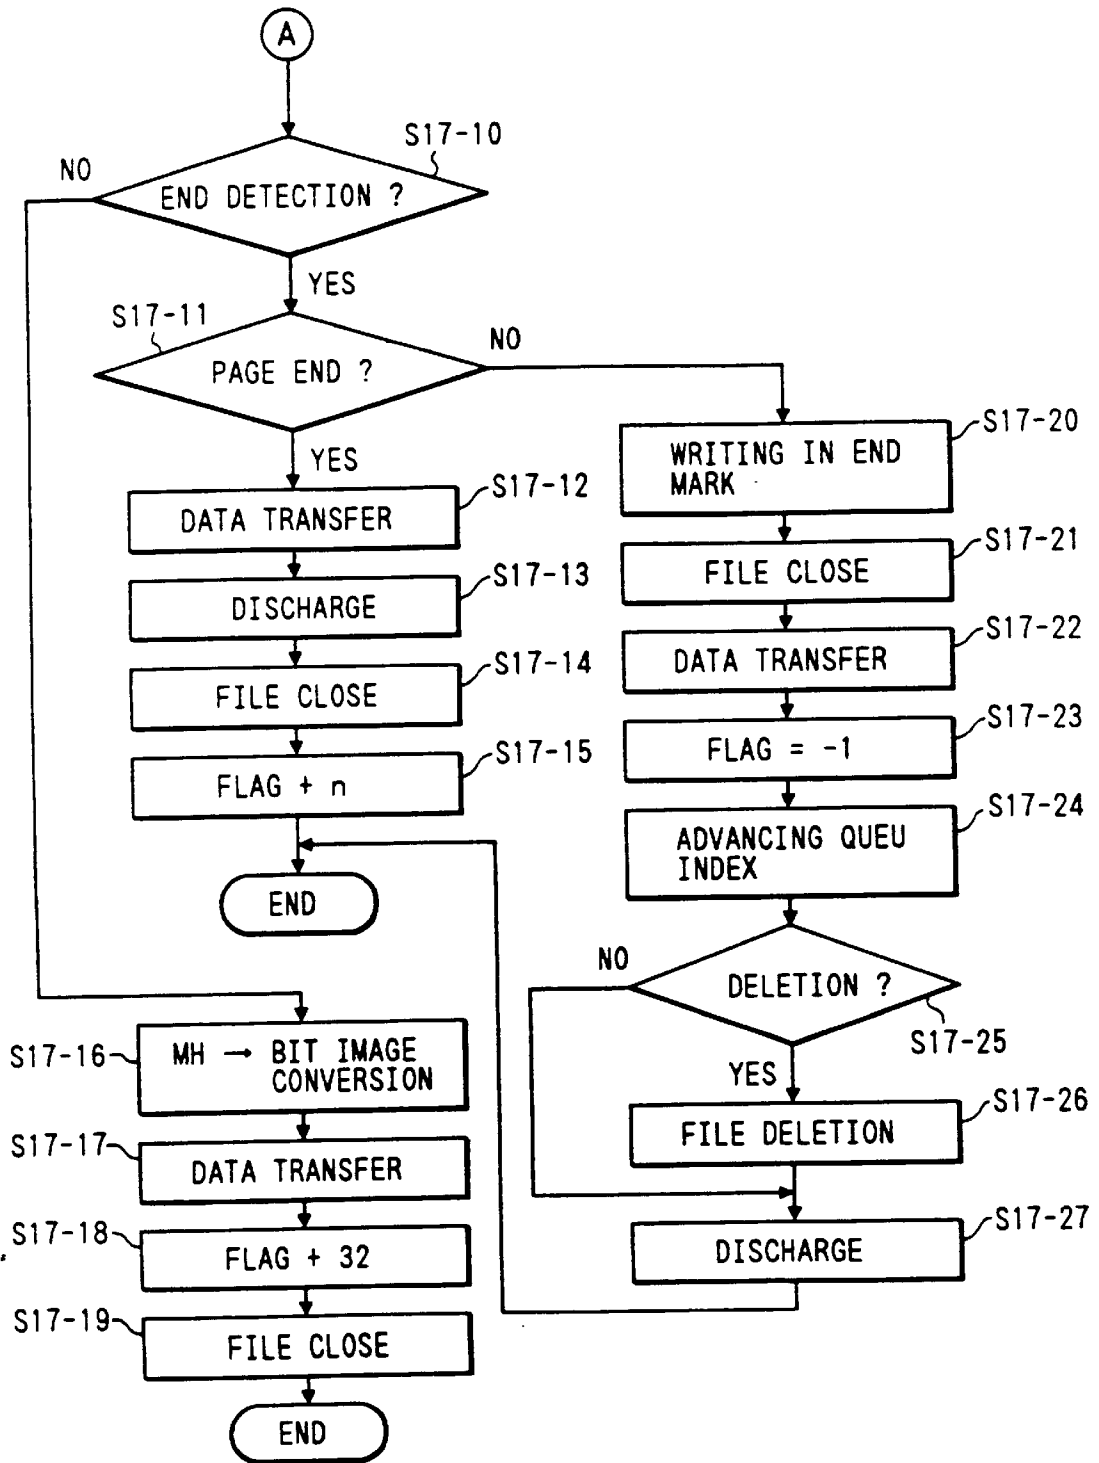 A
S17-10
NO
END DETECTION ?
YES
S17-11
NO
PAGE END ?
YES
S17-12
DATA TRANSFER
S17-13
DISCHARGE
S17-14
FILE CLOSE
S17-15
FLAG + n
END
S17-20
WRITING IN END
MARK
S17-21
FILE CLOSE
S17-22
DATA TRANSFER
S17-23
FLAG = -1
S17-24
ADVANCING QUEU
INDEX
NO
DELETION ?
S17-25
YES
S17-26
FILE DELETION
S17-27
DISCHARGE
S17-16
MH → BIT IMAGE
CONVERSION
S17-17
DATA TRANSFER
S17-18
FLAG + 32
S17-19
FILE CLOSE
END